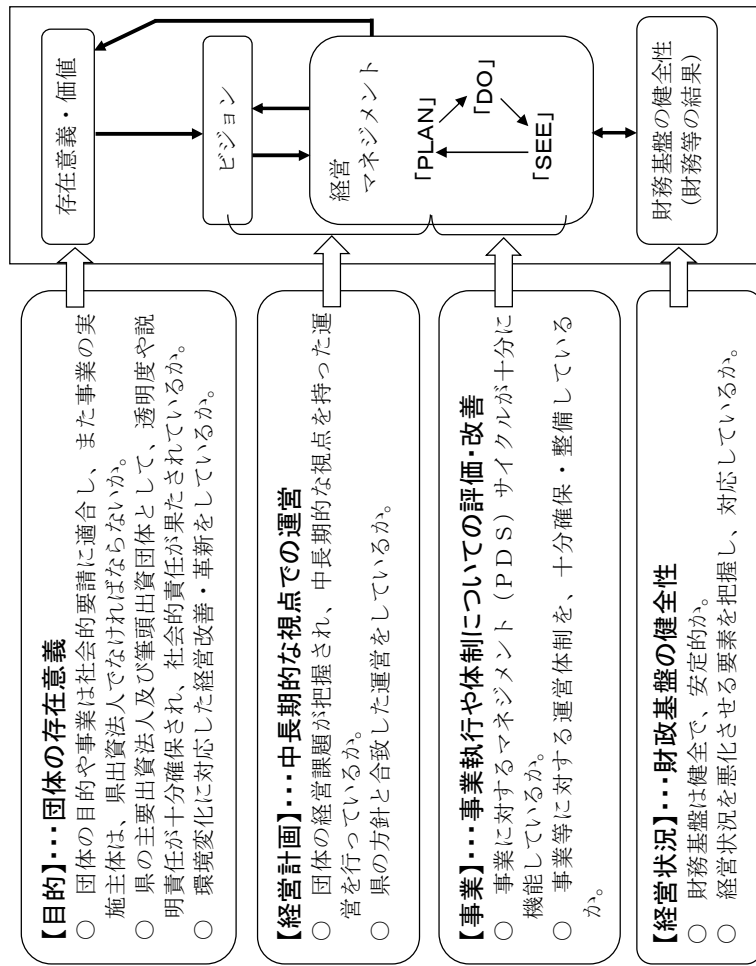 【目的】･･･団体の存在意義
○ 団体の目的や事業は社会的要請に適合し、また事業の実
施主体は、県出資法人でなければならないか。
○ 県の主要出資法人及び筆頭出資団体として、透明度や説
明責任が十分確保され、社会的責任が果たされているか。
○ 環境変化に対応した経営改善・革新をしているか。
【経営計画】･･･中長期的な視点での運営
○ 団体の経営課題が把握され、中長期的な視点を持った運
営を行っているか。
○ 県の方針と合致した運営をしているか。
【事業】･･･事業執行や体制についての評価･改善
○ 事業に対するマネジメント（ＰＤＳ）サイクルが十分に
機能しているか。
○ 事業等に対する運営体制を、十分確保・整備している
か。
【経営状況】･･･財政基盤の健全性
○ 財務基盤は健全で、安定的か。
○ 経営状況を悪化させる要素を把握し、対応しているか。
存在意義・価値
ビジョン
経営
マネジメント
「PLAN」
「DO」
「SEE」
財務基盤の健全性
(財務等の結果)